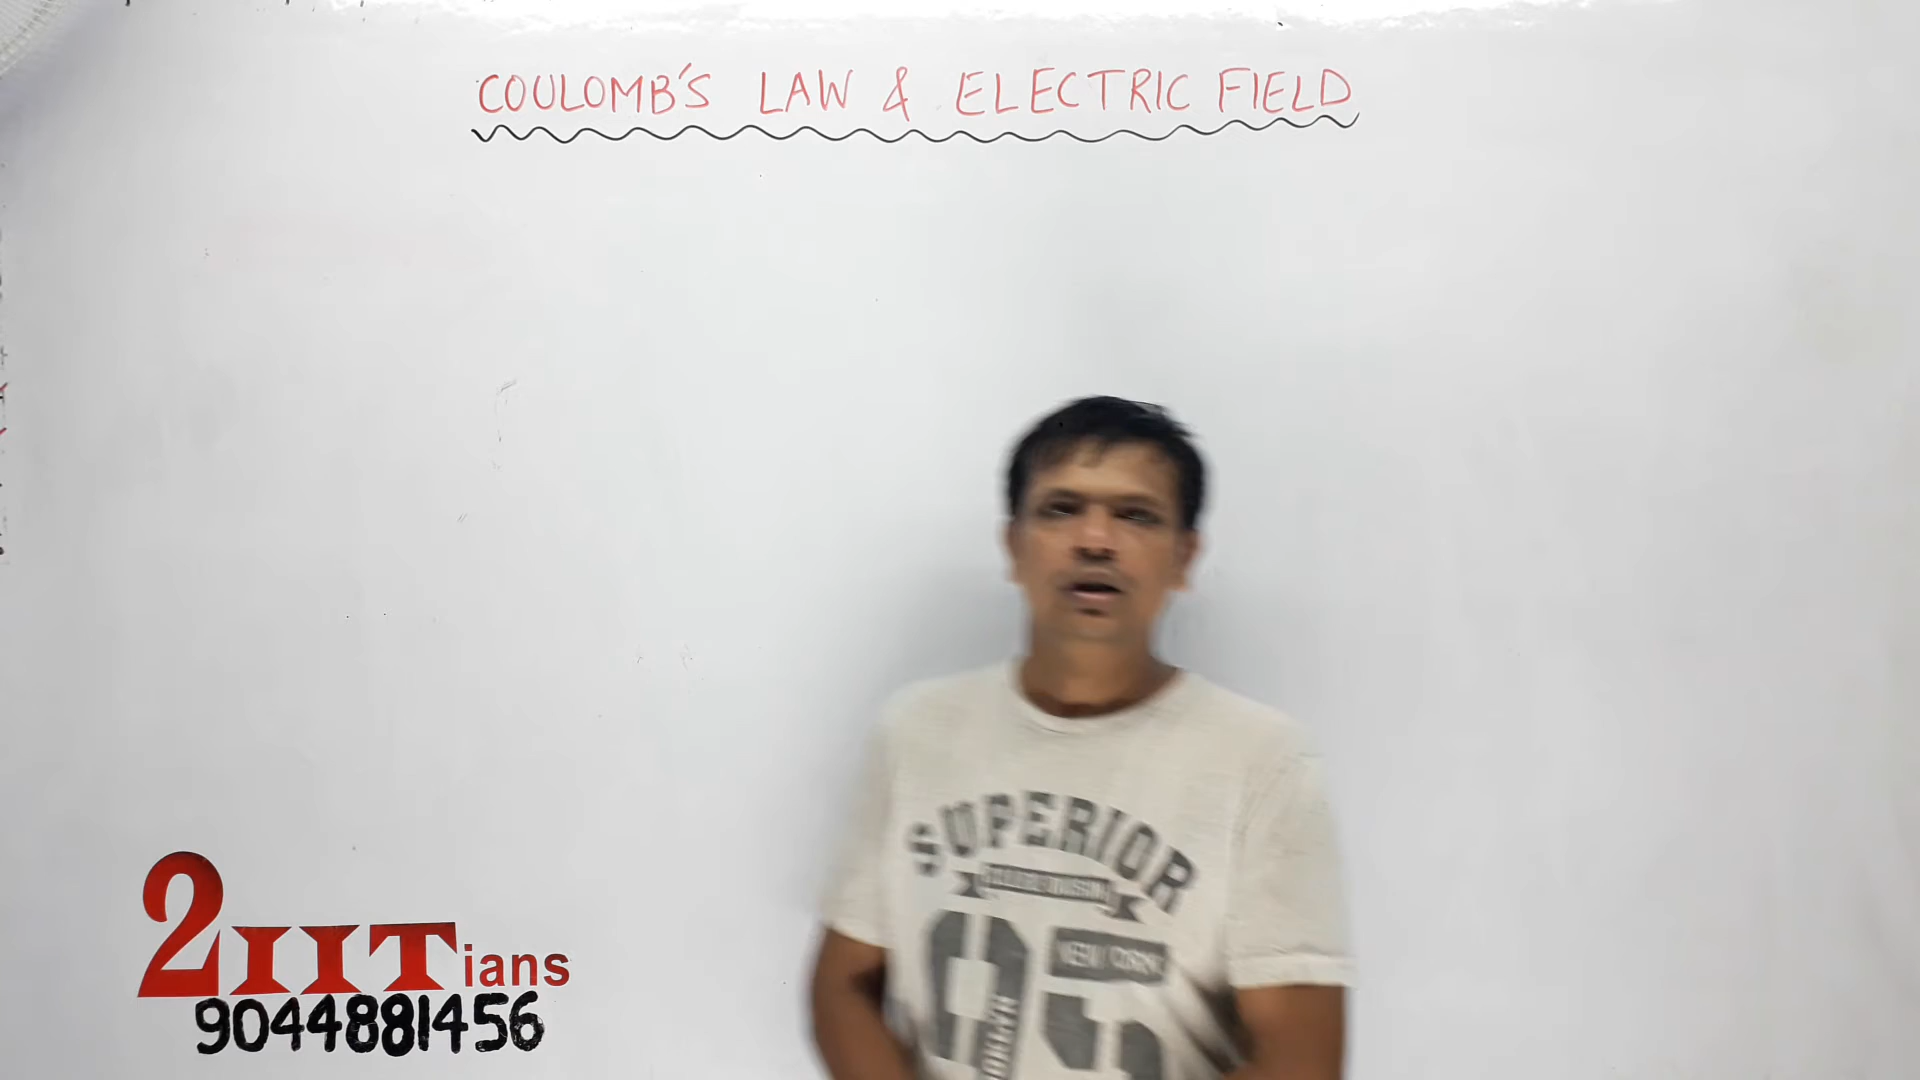 COULOMB'S LAW & ELECTRIC FIELD
2IITians
9044881456
SUPERIOR
NEW YORK